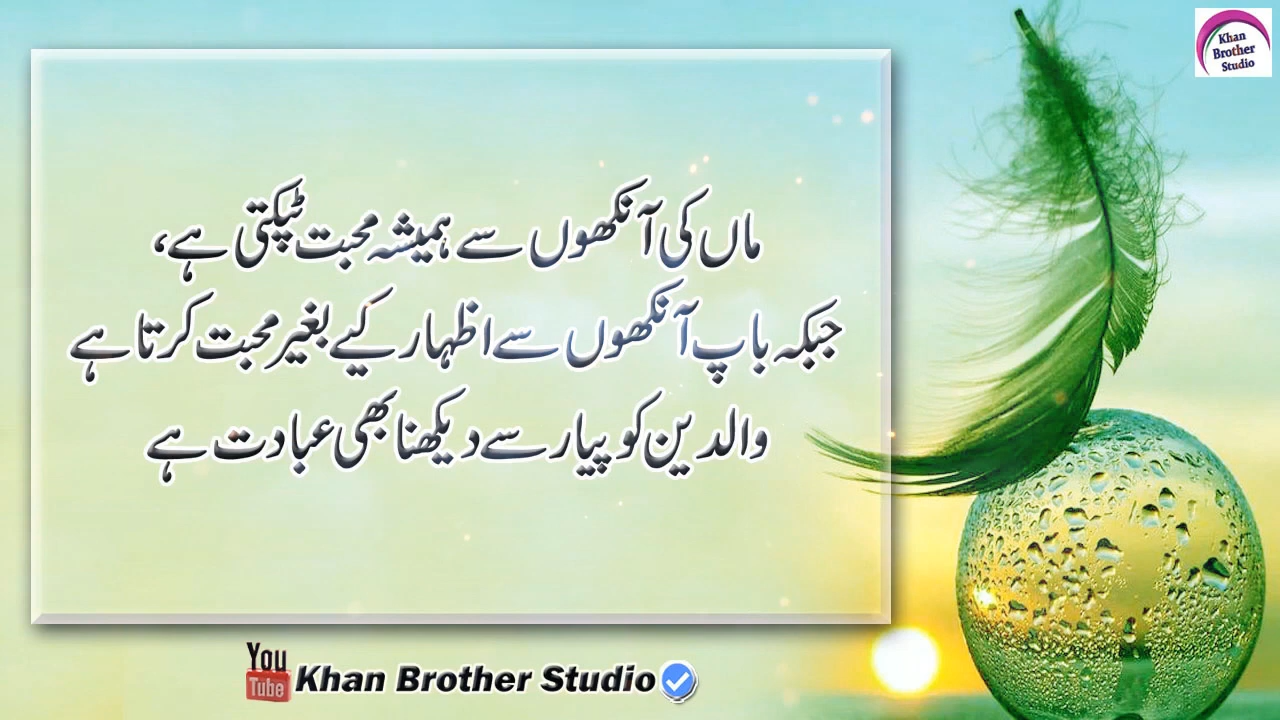 Khan
Brother
Studio
ماں کی آنکھوں سے ہمیشہ محبت ٹپکتی ہے،
جبکہ باپ آنکھوں سے اظہار کیے بغیر محبت کرتا ہے
والدین کو پیار سے دیکھنا بھی عبادت ہے
You
Tube
Khan Brother Studio